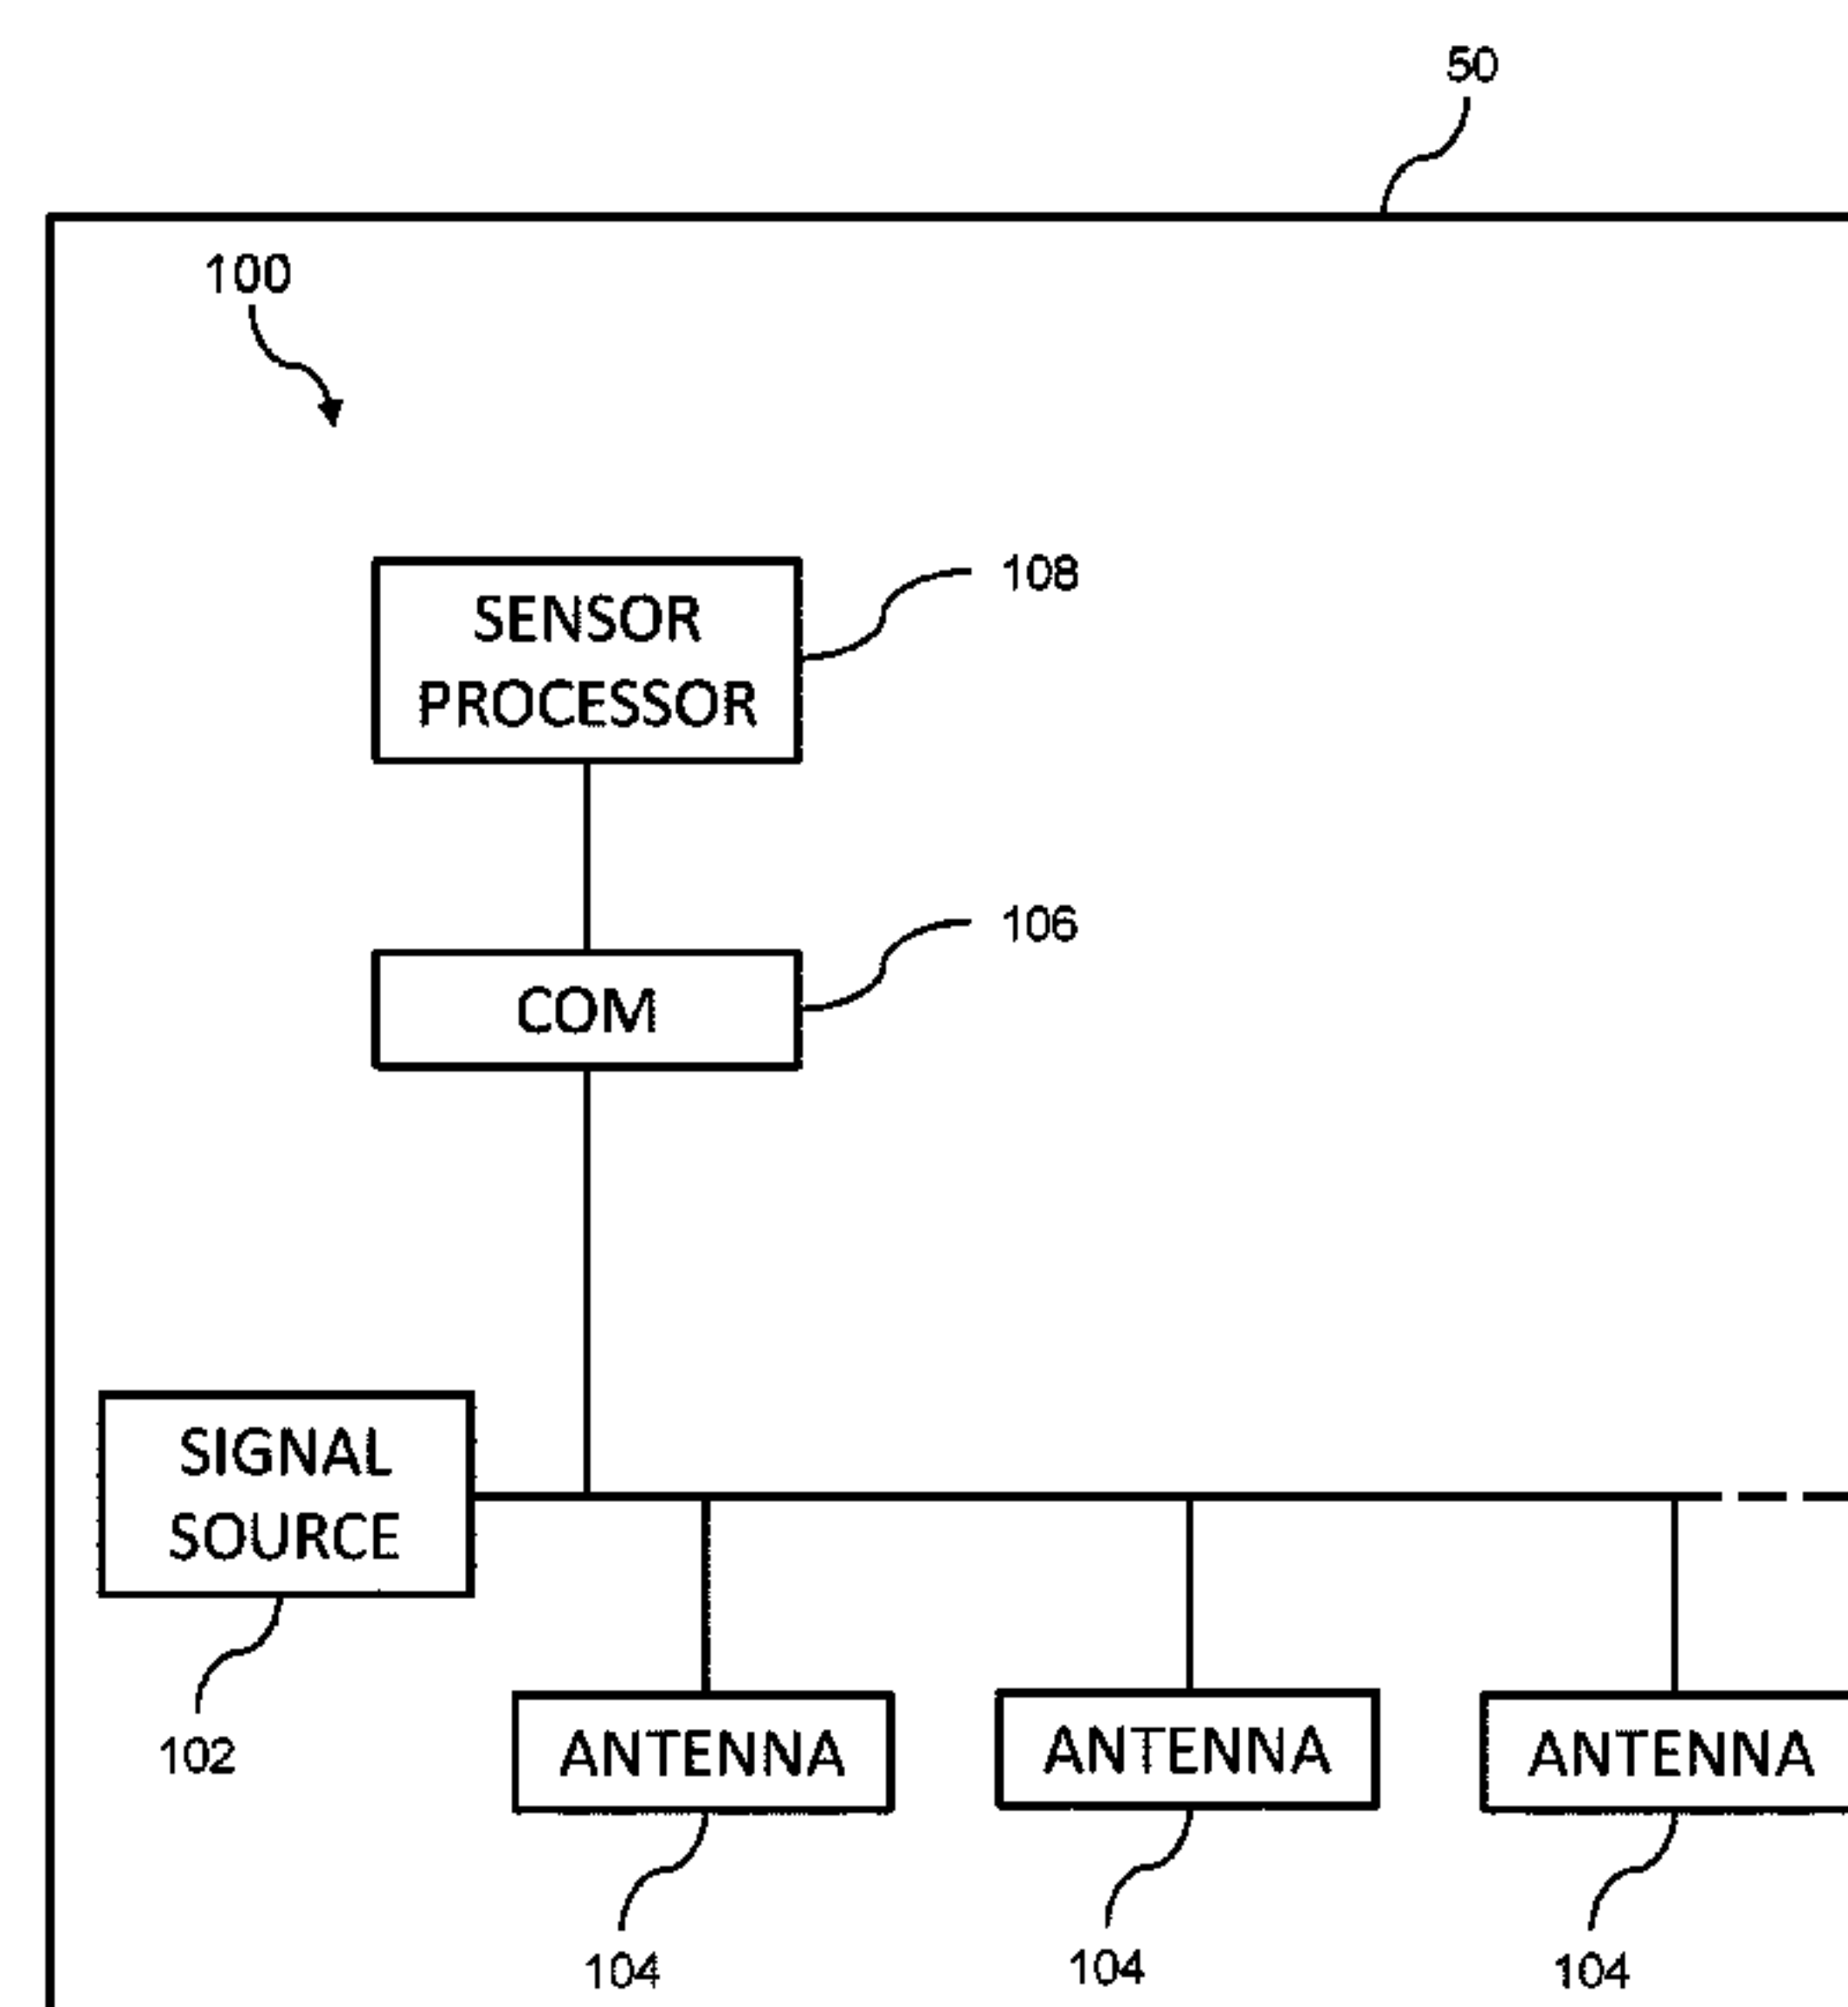 50
100
SENSOR
PROCESSOR
108
COM
106
SIGNAL
SOURCE
102
ANTENNA
ANTENNA
ANTENNA
104
104
104